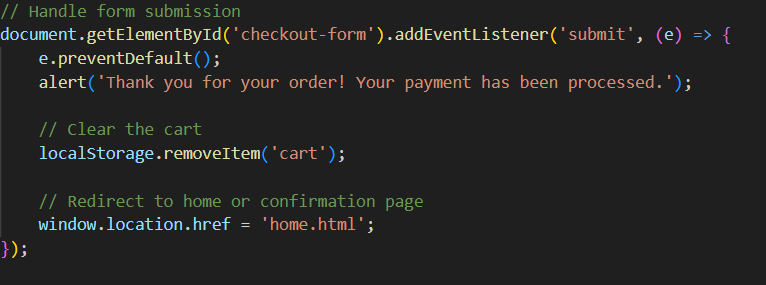 // Handle form submission
document.getElementById('checkout-form').addEventListener('submit', (e) => {
    e.preventDefault();
    alert('Thank you for your order! Your payment has been processed.');
    // Clear the cart
    localStorage.removeItem('cart');
    // Redirect to home or confirmation page
    window.location.href = 'home.html';
});